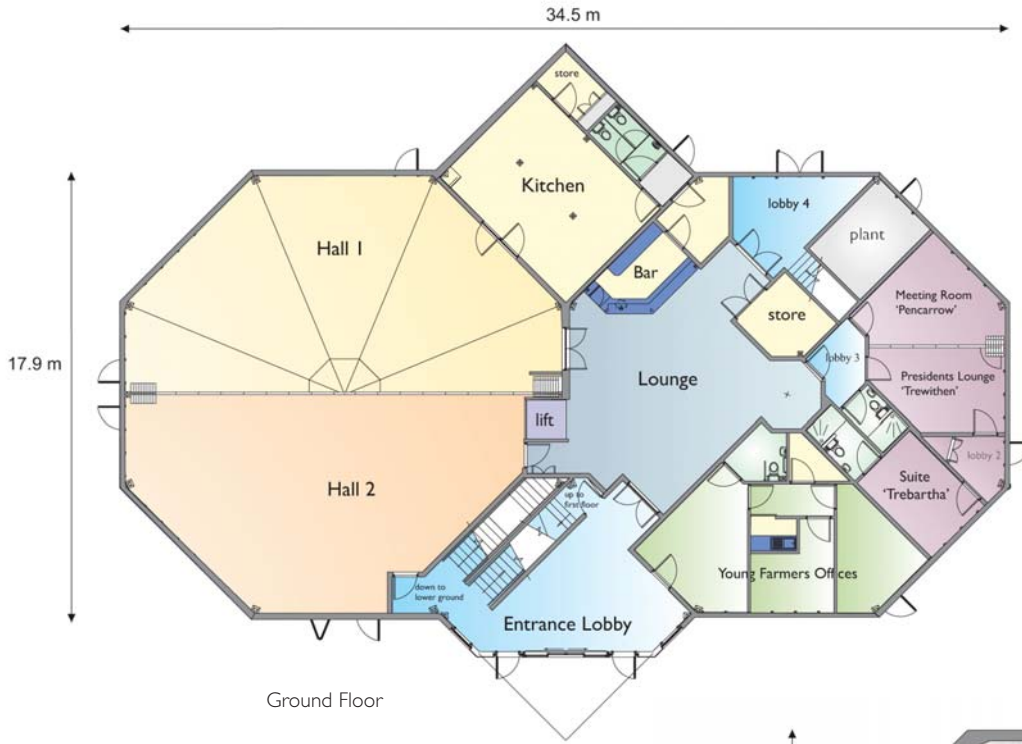 34.5 m
store
Kitchen
lobby 4
Hall 1
plant
Bar
Meeting Room
'Pencarrow'
store
17.9 m
lobby 3
Lounge
Presidents Lounge
'Trewithen'
lift
lobby 2
Suite
'Trebartha'
Hall 2
up to
first floor
Young Farmers Offices
down to
lower ground
Entrance Lobby
Ground Floor